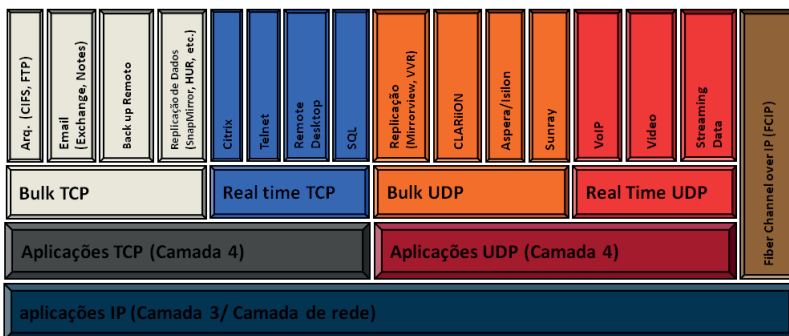 Arq. (CIFS, FTP)
Email
(Exchange, Notes)
Back up Remoto
Replicação de Dados
(SnapMirror, HUR, etc.)
Citrix
Telnet
Remote
Desktop
SQL
Replicação
(Mirrorview, VVR)
CLARiiON
Aspera/Isilon
Sunray
VoIP
Video
Streaming
Data
Fiber Channel over IP (FCIP)
Bulk TCP
Real time TCP
Bulk UDP
Real Time UDP
Aplicações TCP (Camada 4)
Aplicações UDP (Camada 4)
aplicações IP (Camada 3/ Camada de rede)